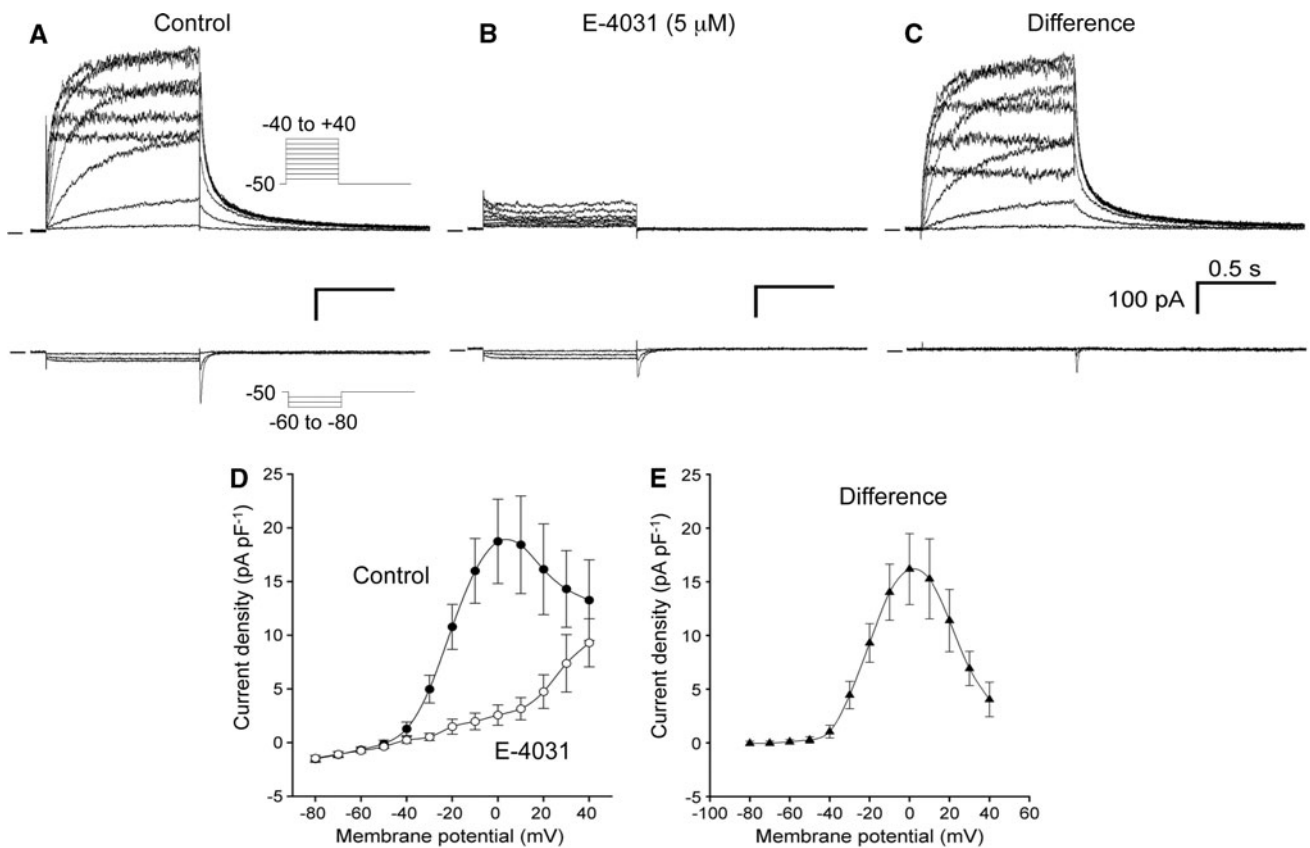 A
Control
B
E-4031 (5 µM)
C
Difference
-40 to +40
-50
0.5 s
100 pA
-50
-60 to -80
D
25
20
15
10
5
0
-5
Current density (pA pF⁻¹)
Control
E-4031
-80 -60 -40 -20 0 20 40
Membrane potential (mV)
E
Difference
25
20
15
10
5
0
-5
Current density (pA pF⁻¹)
-100 -80 -60 -40 -20 0 20 40 60
Membrane potential (mV)